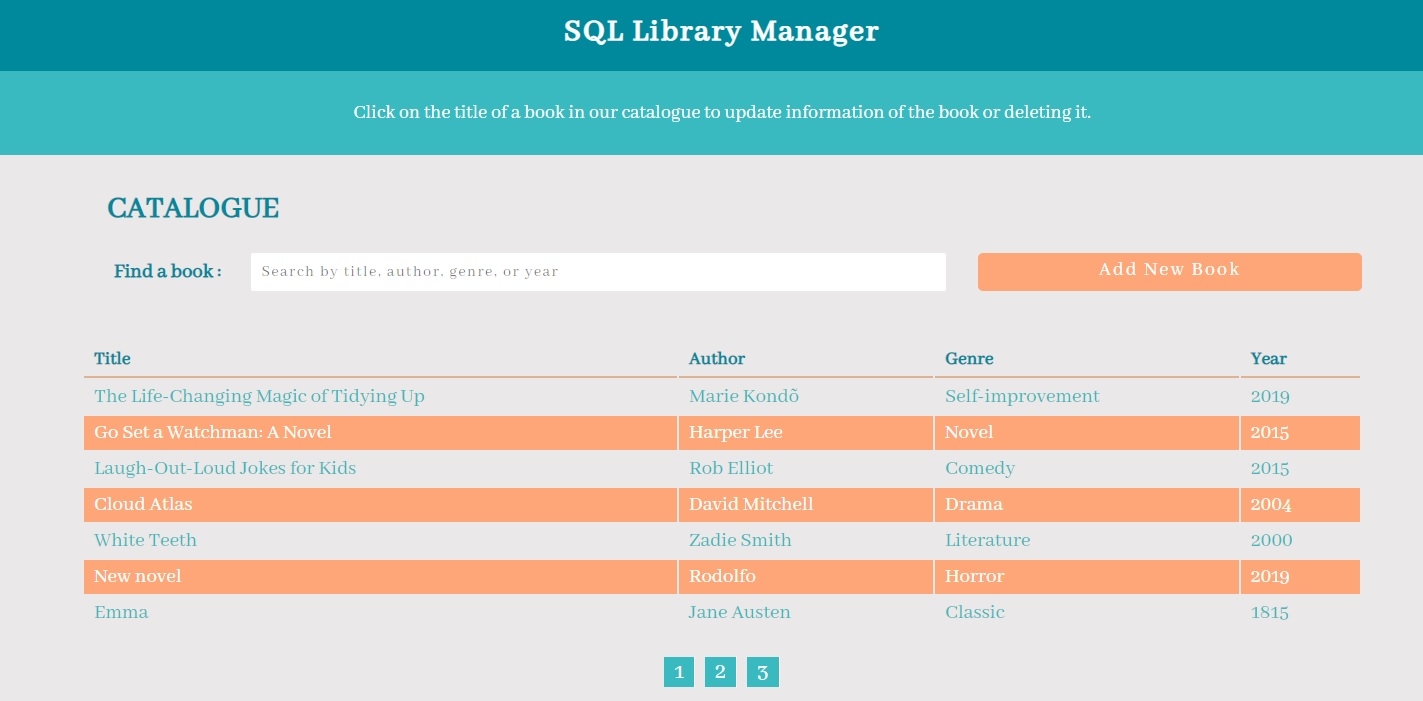 SQL Library Manager
Click on the title of a book in our catalogue to update information of the book or deleting it.
CATALOGUE
Find a book : Search by title, author, genre, or year Add New Book
Title Author Genre Year
The Life-Changing Magic of Tidying Up Marie Kondõ Self-improvement 2019
Go Set a Watchman: A Novel Harper Lee Novel 2015
Laugh-Out-Loud Jokes for Kids Rob Elliot Comedy 2015
Cloud Atlas David Mitchell Drama 2004
White Teeth Zadie Smith Literature 2000
New novel Rodolfo Horror 2019
Emma Jane Austen Classic 1815
1 2 3